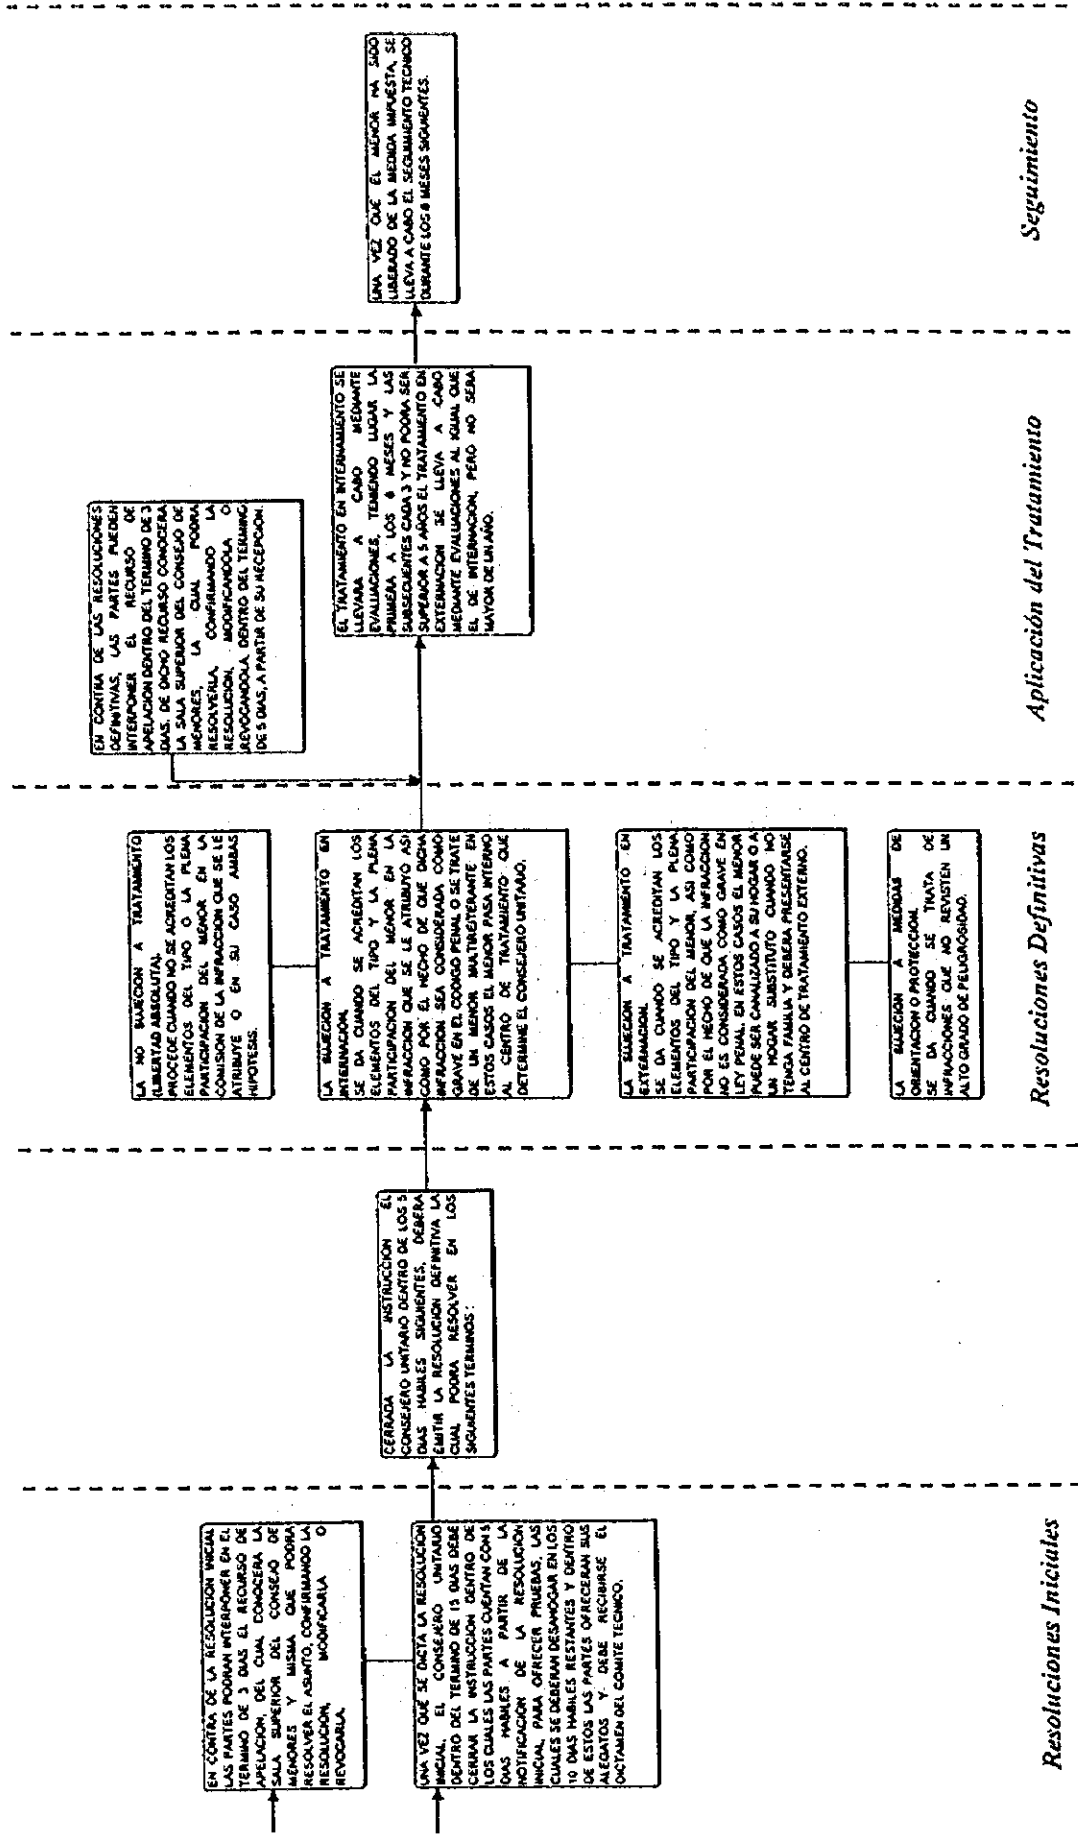 EN CONTRA DE LA RESOLUCION INICIAL
LAS PARTES PODRAN INTERPONER EN EL
TERMINO DE 3 DIAS EL RECURSO DE
APELACION, DEL CUAL CONOCERA LA
SALA SUPERIOR DEL CONSEJO DE
MENORES Y MISMA QUE PODRA
RESOLVER EL ASUNTO, CONFIRMANDO LA
RESOLUCION, MODIFICARLA O
REVOCARLA.
UNA VEZ QUE SE DICTA LA RESOLUCION
INICIAL, EL CONSEJERO UNITARIO
DENTRO DEL TERMINO DE 15 DIAS DEBE
CERRAR LA INSTRUCCION DENTRO DE
LOS CUALES LAS PARTES CUENTAN CON 5
DIAS HABILES A PARTIR DE LA
NOTIFICACION DE LA RESOLUCION
INICIAL, PARA OFRECER PRUEBAS, LAS
CUALES SE DEBERAN DESAHOGAR EN LOS
10 DIAS HABILES RESTANTES Y DENTRO
DE ESTOS LAS PARTES OFRECERAN SUS
ALEGATOS Y DEBE RECIBIRSE EL
DICTAMEN DEL COMITE TECNICO.
Resoluciones Iniciales
CERRADA LA INSTRUCCION EL
CONSEJERO UNITARIO DENTRO DE LOS 5
DIAS HABILES SIGUIENTES, DEBERA
EMITIR LA RESOLUCION DEFINITIVA LA
CUAL PODRA RESOLVER EN LOS
SIGUIENTES TERMINOS :
LA NO SUJECION A TRATAMIENTO
(LIBERTAD ABSOLUTA).
PROCEDE CUANDO NO SE ACREDITAN LOS
ELEMENTOS DEL TIPO O LA PLENA
PARTICIPACION DEL MENOR EN LA
COMISION DE LA INFRACCION QUE SE LE
ATRIBUYE O EN SU CASO AMBAS
HIPOTESIS.
LA SUJECION A TRATAMIENTO EN
INTERNACION.
SE DA CUANDO SE ACREDITAN LOS
ELEMENTOS DEL TIPO Y LA PLENA
PARTICIPACION DEL MENOR EN LA
INFRACCION QUE SE LE ATRIBUYO ASI
COMO POR EL HECHO DE QUE DICHA
INFRACCION SEA CONSIDERADA COMO
GRAVE EN EL CODIGO PENAL O SE TRATE
DE UN MENOR MULTIREITERANTE EN
ESTOS CASOS EL MENOR PASA INTERNO
AL CENTRO DE TRATAMIENTO QUE
DETERMINE EL CONSEJERO UNITARIO.
LA SUJECION A TRATAMIENTO EN
EXTERNACION.
SE DA CUANDO SE ACREDITAN LOS
ELEMENTOS DEL TIPO Y LA PLENA
PARTICIPACION DEL MENOR, ASI COMO
POR EL HECHO DE QUE LA INFRACCION
NO ES CONSIDERADA COMO GRAVE EN
LEY PENAL, EN ESTOS CASOS EL MENOR
PUEDE SER CANALIZADO A SU HOGAR O A
UN HOGAR SUBSTITUTO CUANDO NO
TENGA FAMILIA Y DEBERA PRESENTARSE
AL CENTRO DE TRATAMIENTO EXTERNO.
LA SUJECION A MEDIDAS DE
ORIENTACION O PROTECCION.
SE DA CUANDO SE TRATA DE
INFRACCIONES QUE NO REVISTEN UN
ALTO GRADO DE PELIGROSIDAD.
Resoluciones Definitivas
EN CONTRA DE LAS RESOLUCIONES
DEFINITIVAS, LAS PARTES PUEDEN
INTERPONER EL RECURSO DE
APELACION DENTRO DEL TERMINO DE 3
DIAS. DE DICHO RECURSO CONOCERA
LA SALA SUPERIOR DEL CONSEJO DE
MENORES, LA CUAL PODRA
RESOLVERLA, CONFIRMANDO LA
RESOLUCION, MODIFICANDOLA O
REVOCANDOLA, DENTRO DEL TERMINO
DE 5 DIAS, A PARTIR DE SU RECEPCION.
EL TRATAMIENTO EN INTERNAMIENTO SE
LLEVARA A CABO MEDIANTE
EVALUACIONES, TENIENDO LUGAR LA
PRIMERA A LOS 6 MESES Y LAS
SUBSECUENTES CADA 3 Y NO PODRA SER
SUPERIOR A 5 AÑOS EL TRATAMIENTO EN
EXTERNACION SE LLEVA A CABO
MEDIANTE EVALUACIONES AL IGUAL QUE
EL DE INTERNACION, PERO NO SERA
MAYOR DE UN AÑO.
Aplicación del Tratamiento
UNA VEZ QUE EL MENOR HA SIDO
LIBERADO DE LA MEDIDA IMPUESTA, SE
LLEVA A CABO EL SEGUIMIENTO TECNICO
DURANTE LOS MESES SIGUIENTES.
Seguimiento